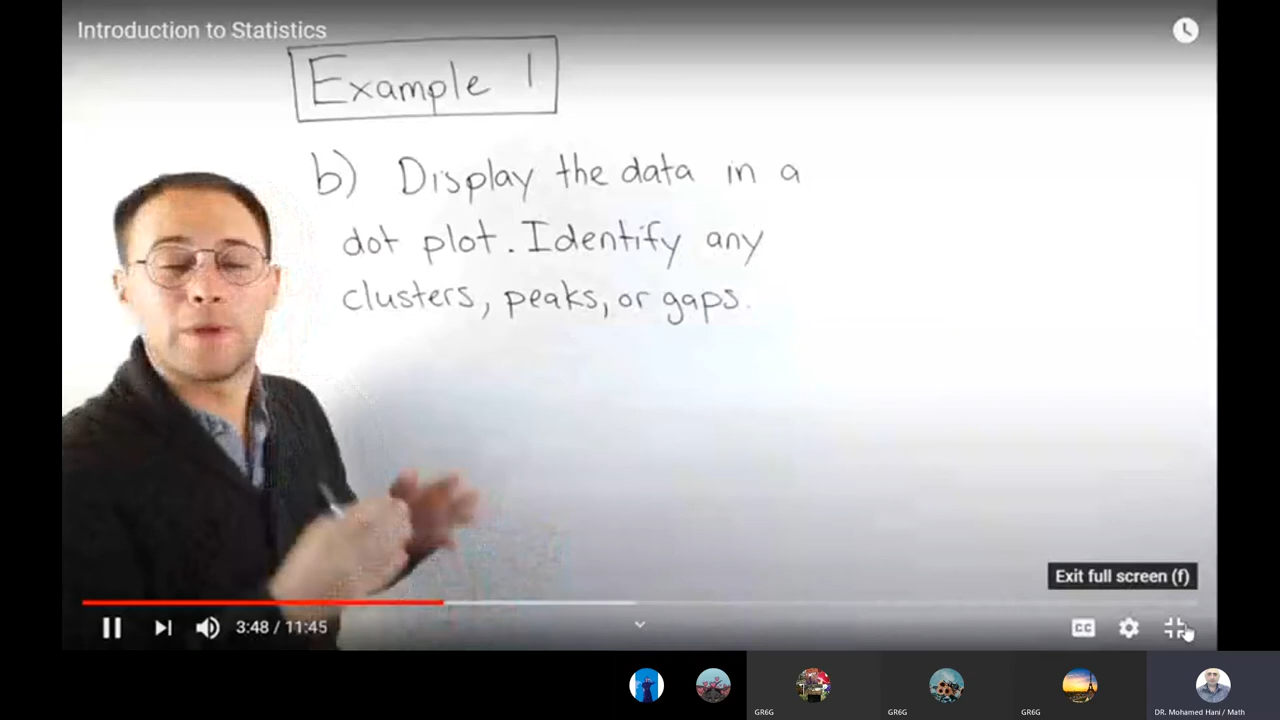 Introduction to Statistics
Example 1
b) Display the data in a
dot plot. Identify any
clusters, peaks, or gaps.
Exit full screen (f)
3:48 / 11:45
CC
GR6G
GR6G
GR6G
DR. Mohamed Hani / Math